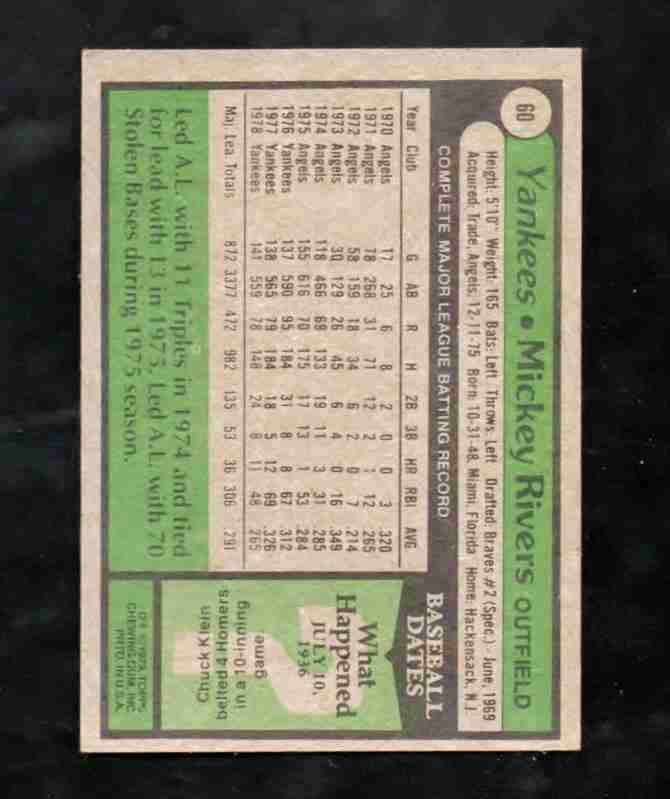 60
Yankees • Mickey Rivers OUTFIELD
Height: 5'10" Weight: 165 Bats: Left Throws: Left Drafted: Braves #2 (Spec.) - June, 1969
Acquired: Trade, Angels, 12-11-75 Born: 10-31-48, Miami, Florida Home: Hackensack, N.J.
COMPLETE MAJOR LEAGUE BATTING RECORD
Year Club G AB R H 2B 3B HR RBI AVG
1970 Angels 17 25 6 8 2 0 0 3 .320
1971 Angels 78 268 31 71 12 2 1 12 .265
1972 Angels 58 159 18 34 6 2 0 7 .214
1973 Angels 30 129 26 45 6 4 0 16 .349
1974 Angels 118 466 69 133 19 11 3 31 .285
1975 Angels 155 616 70 175 17 13 1 53 .284
1976 Yankees 137 590 95 184 31 8 8 67 .312
1977 Yankees 138 565 79 184 18 5 12 69 .326
1978 Yankees 141 559 78 148 24 8 11 48 .265
Maj. Lea. Totals 872 3377 472 982 135 53 36 306 .291
Led A.L. with 11 Triples in 1974 and tied
for lead with 13 in 1975. Led A.L. with 70
Stolen Bases during 1975 season.
BASEBALL
DATES
What
Happened
JULY 10,
1936
Chuck Klein
belted 4 Homers
in a 10-inning
game.
©1979 TOPPS
CHEWING GUM, INC.
PRTD. IN U.S.A.